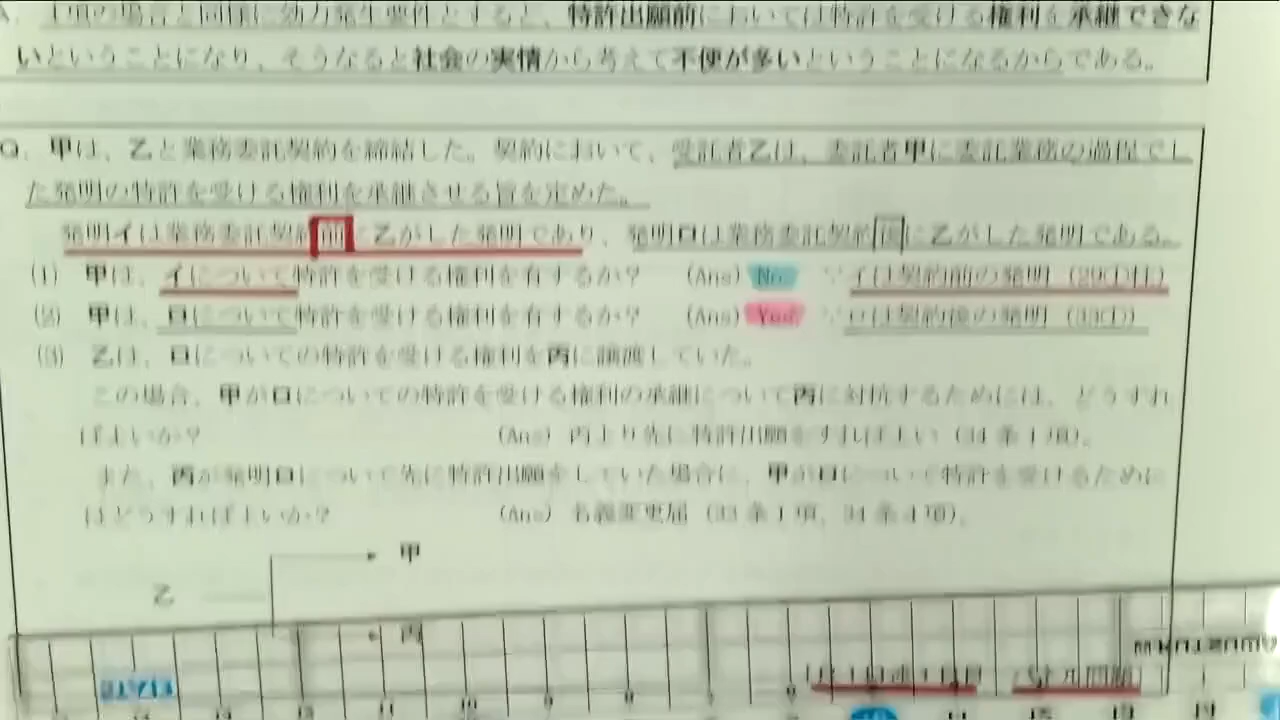 A. 上項の場合と同様に効力発生要件とすると、特許出願前においては特許を受ける権利を承継できな
いということになり、そうなると社会の実情から考えて不便が多いということになるからである。
Q. 甲は、乙と業務委託契約を締結した。契約において、受託者乙は、委託者甲に委託業務の過程でし
た発明の特許を受ける権利を承継させる旨を定めた。
発明イは業務委託契約前に乙がした発明であり、発明ロは業務委託契約後に乙がした発明である。
(1) 甲は、イについて特許を受ける権利を有するか? (Ans) No ∵イは契約前の発明 (29①柱)
(2) 甲は、ロについて特許を受ける権利を有するか? (Ans) Yes ∵ロは契約後の発明 (33①)
(3) 乙は、ロについての特許を受ける権利を丙に譲渡していた。
この場合、甲がロについての特許を受ける権利の承継について丙に対抗するためには、どうすれ
ばよいか? (Ans) 丙より先に特許出願をすればよい (34条1項)。
また、丙が発明ロについて先に特許出願をしていた場合に、甲がロについて特許を受けるために
はどうすればよいか? (Ans) 名義変更届 (33条1項、34条4項)。
甲
乙
丙